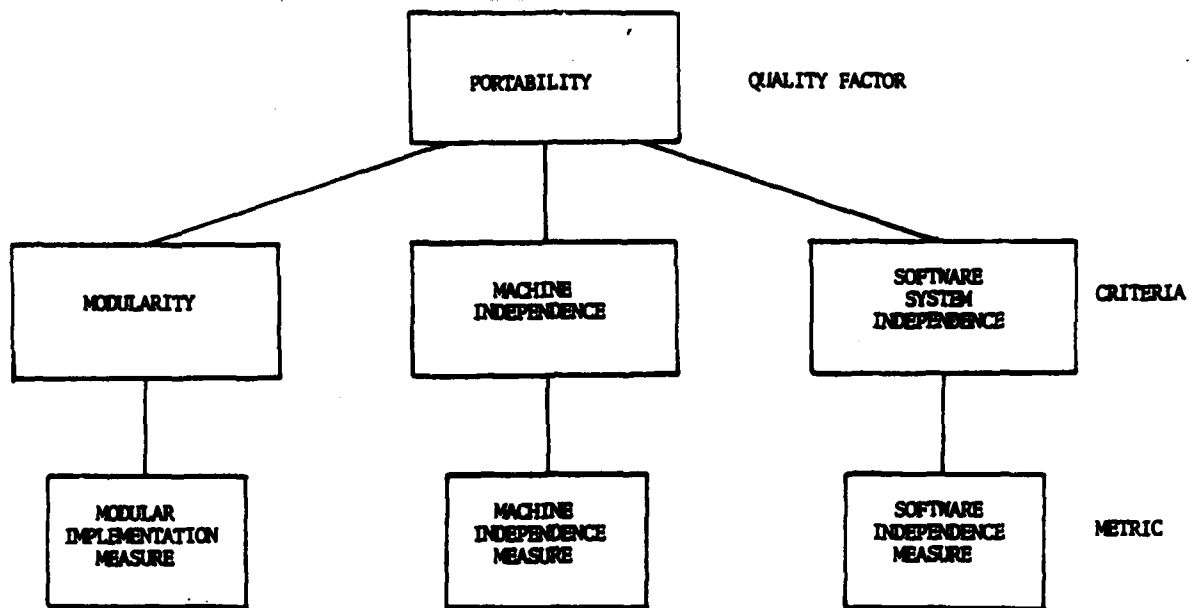 PORTABILITY
QUALITY FACTOR
MODULARITY
MACHINE
INDEPENDENCE
SOFTWARE
SYSTEM
INDEPENDENCE
CRITERIA
MODULAR
IMPLEMENTATION
MEASURE
MACHINE
INDEPENDENCE
MEASURE
SOFTWARE
INDEPENDENCE
MEASURE
METRIC